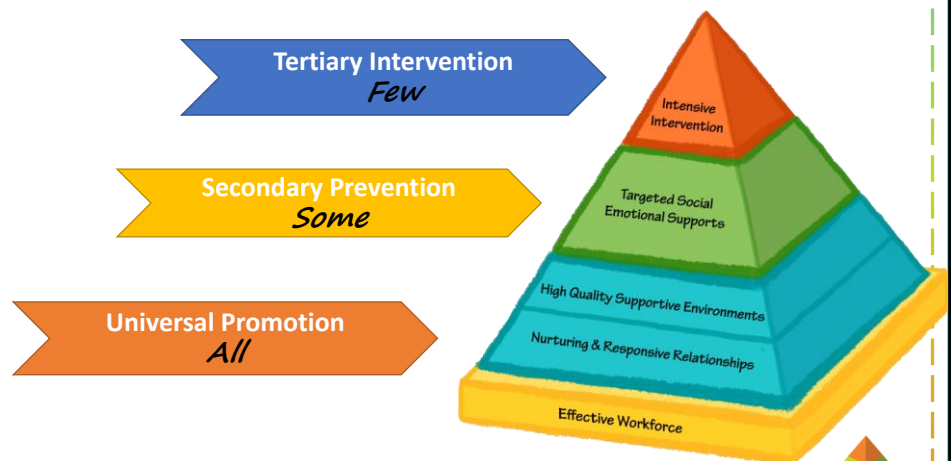 Tertiary Intervention
Few
Intensive
Intervention
Secondary Prevention
Some
Targeted Social
Emotional Supports
Universal Promotion
All
High Quality Supportive Environments
Nurturing & Responsive Relationships
Effective Workforce